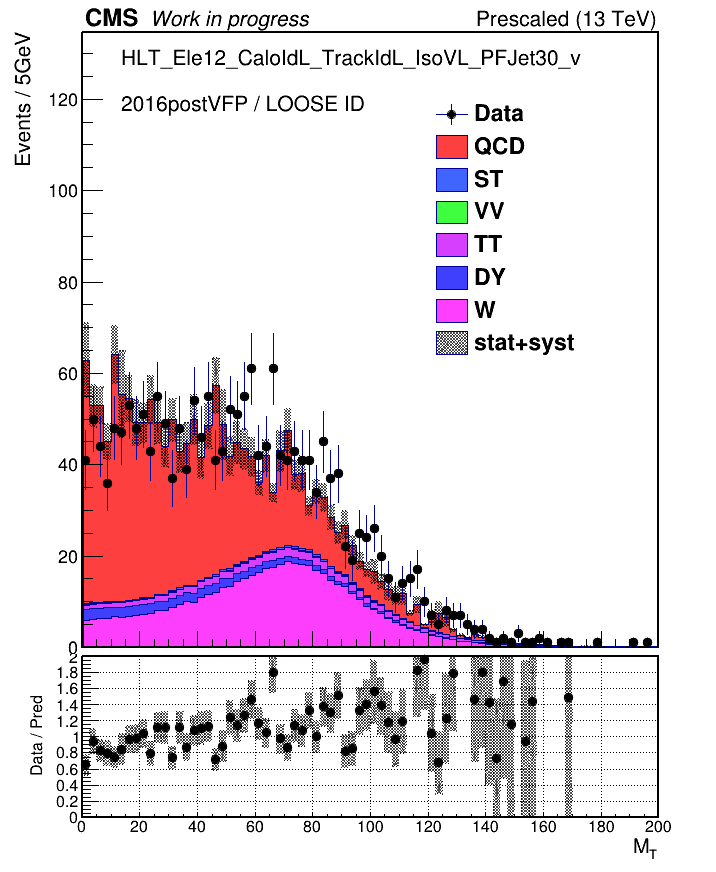 CMS Work in progress Prescaled (13 TeV)
Events / 5GeV
HLT_Ele12_CaloIdL_TrackIdL_IsoVL_PFJet30_v
2016postVFP / LOOSE ID
Data
QCD
ST
VV
TT
DY
W
stat+syst
120
100
80
60
40
20
0
Data / Pred
2
1.8
1.6
1.4
1.2
1
0.8
0.6
0.4
0.2
0
0 20 40 60 80 100 120 140 160 180 200
M_T